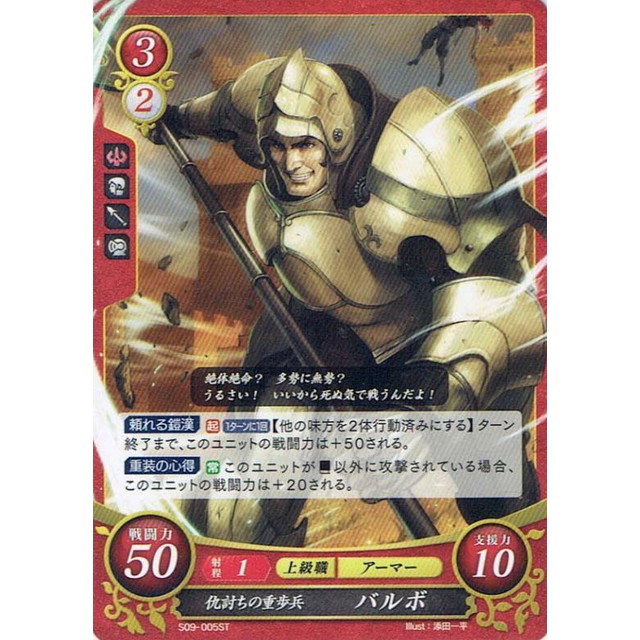 3
2
絶体絶命？ 多勢に無勢？
うるさい！ いいから死ぬ気で戦うんだよ！
頼れる鎧漢 起 1ターンに1回【他の味方を2体行動済みにする】ターン
終了まで、このユニットの戦闘力は+50される。
重装の心得 常 このユニットが■以外に攻撃されている場合、
このユニットの戦闘力は+20される。
戦闘力
50
射程 1 上級職 アーマー
支援力
10
仇討ちの重歩兵 バルボ
S09-005ST
Illust：添田一平